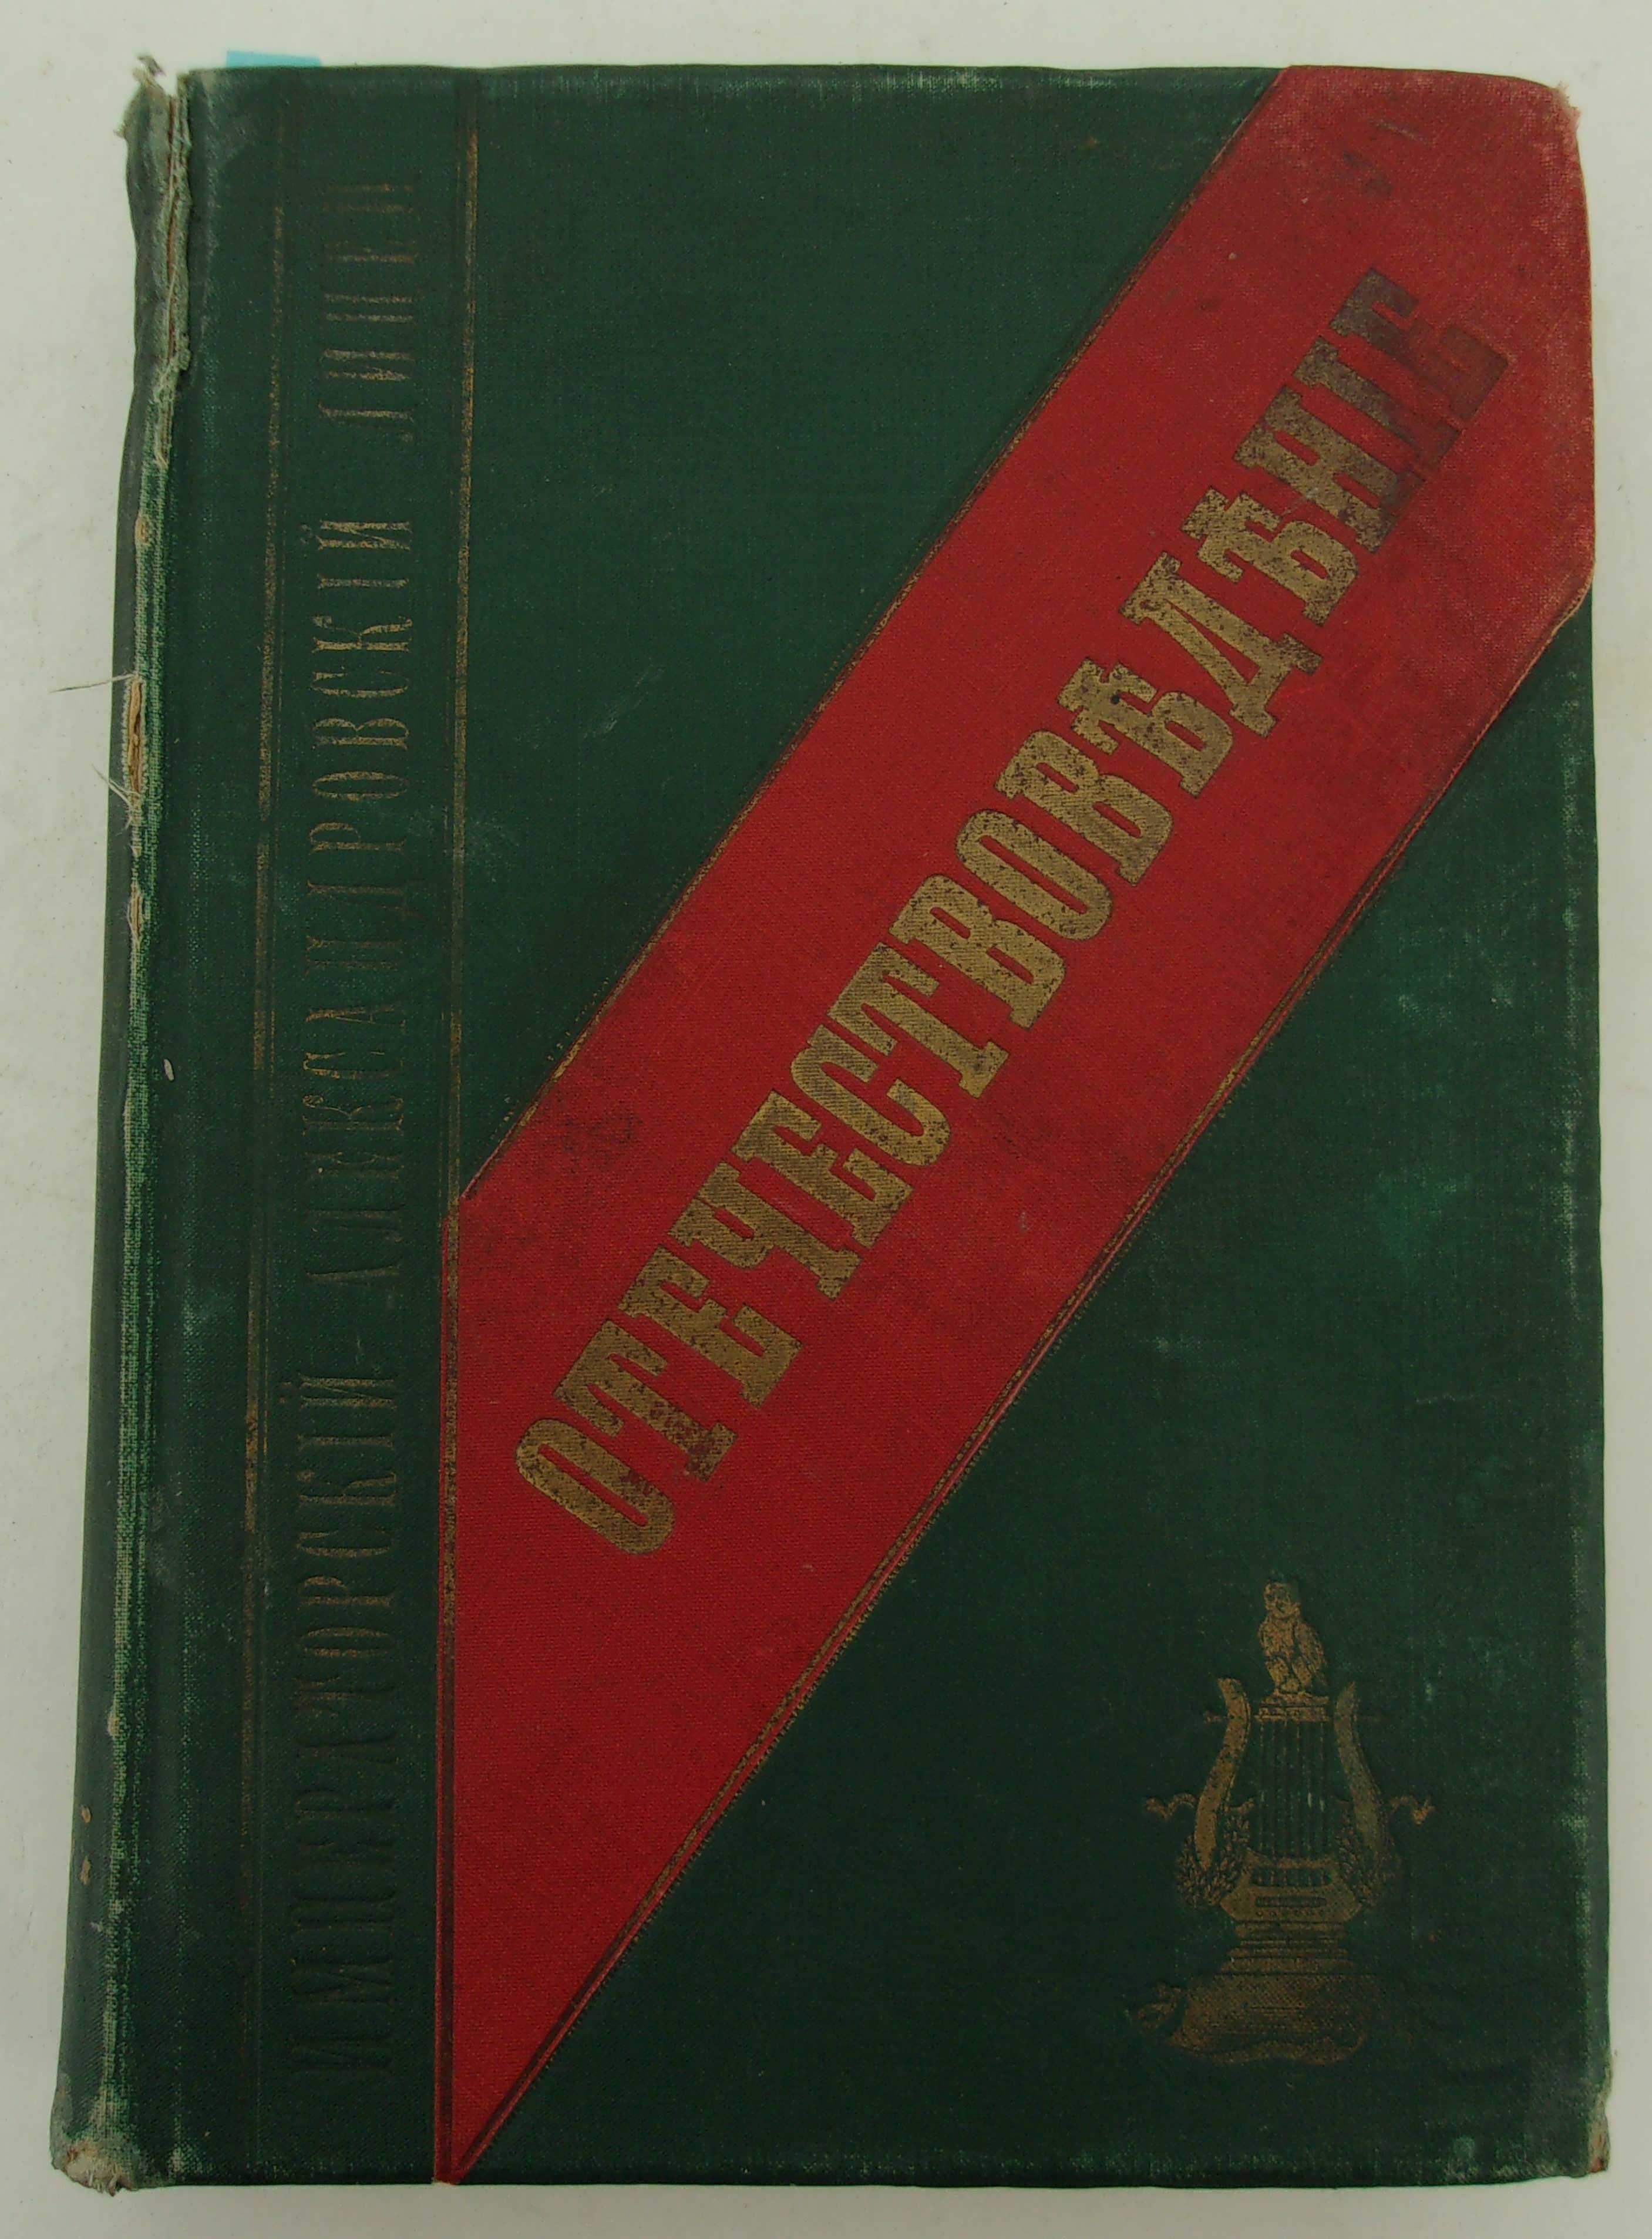 ИМПЕРАТОРСКІЙ АЛЕКСАНДРОВСКІЙ ЛИЦЕЙ
ОТЕЧЕСТВОВѢДѢНІЕ